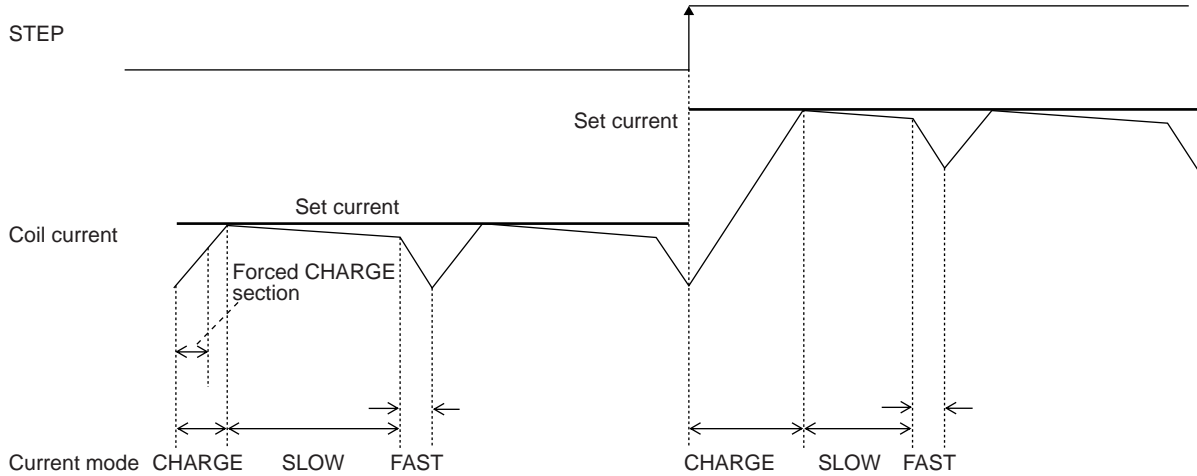 STEP
Set current
Set current
Coil current
Forced CHARGE
section
Current mode CHARGE SLOW FAST CHARGE SLOW FAST